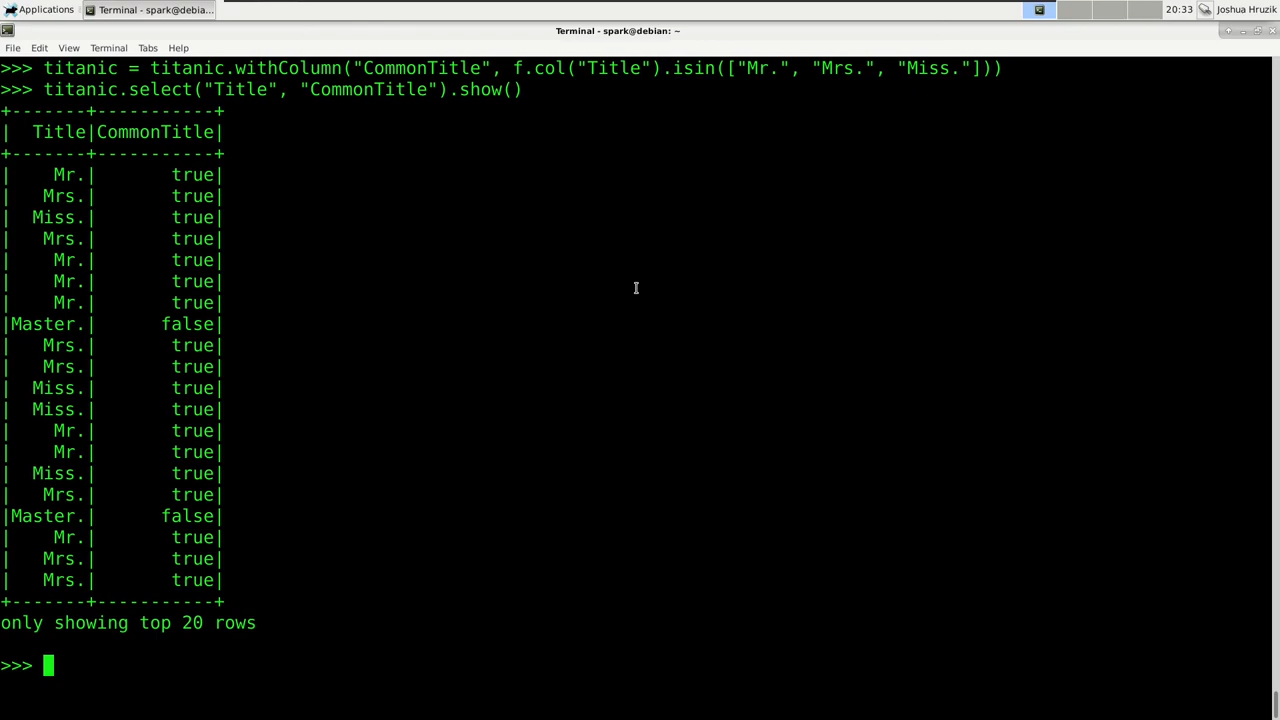 Applications Terminal - spark@debia... 20:33 Joshua Hruzik
Terminal - spark@debian: ~
File Edit View Terminal Tabs Help
>>> titanic = titanic.withColumn("CommonTitle", f.col("Title").isin(["Mr.", "Mrs.", "Miss."]))
>>> titanic.select("Title", "CommonTitle").show()
+-------+-----------+
|  Title|CommonTitle|
+-------+-----------+
|    Mr.|       true|
|   Mrs.|       true|
|  Miss.|       true|
|   Mrs.|       true|
|    Mr.|       true|
|    Mr.|       true|
|    Mr.|       true|
|Master.|      false|
|   Mrs.|       true|
|   Mrs.|       true|
|  Miss.|       true|
|  Miss.|       true|
|    Mr.|       true|
|    Mr.|       true|
|  Miss.|       true|
|   Mrs.|       true|
|Master.|      false|
|    Mr.|       true|
|   Mrs.|       true|
|   Mrs.|       true|
+-------+-----------+
only showing top 20 rows
>>>